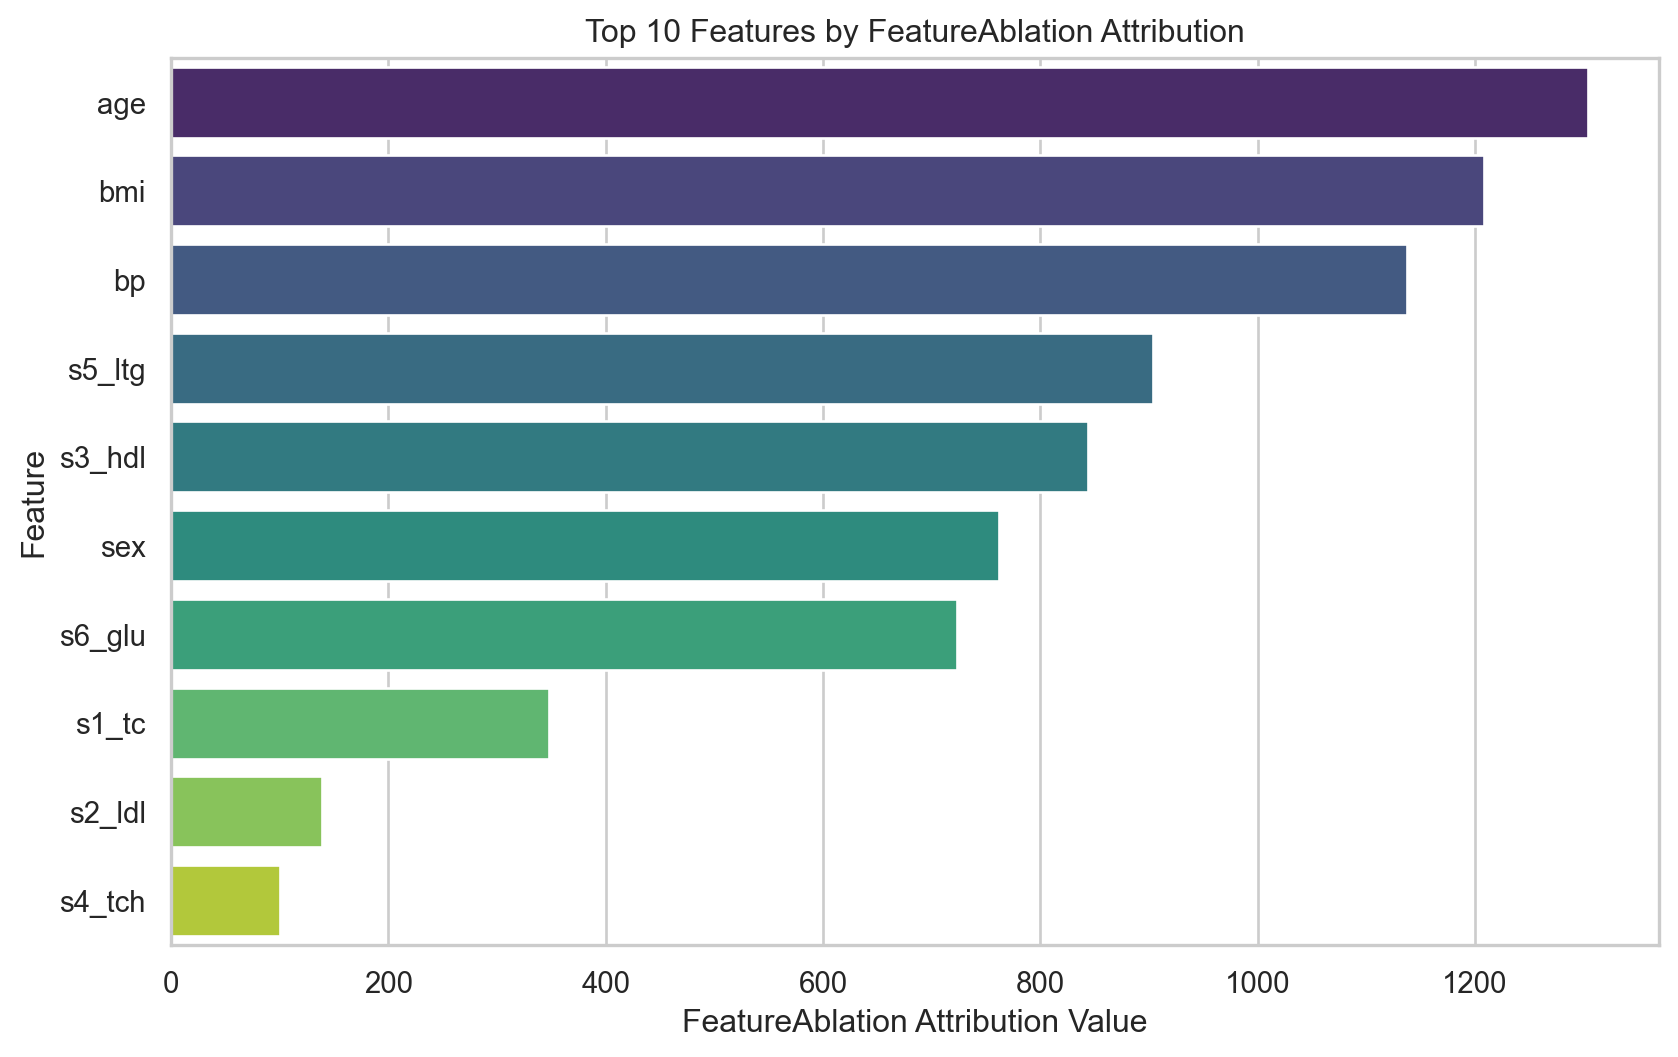 Top 10 Features by FeatureAblation Attribution
age
bmi
bp
s5_ltg
s3_hdl
sex
s6_glu
s1_tc
s2_ldl
s4_tch
Feature
0 200 400 600 800 1000 1200
FeatureAblation Attribution Value